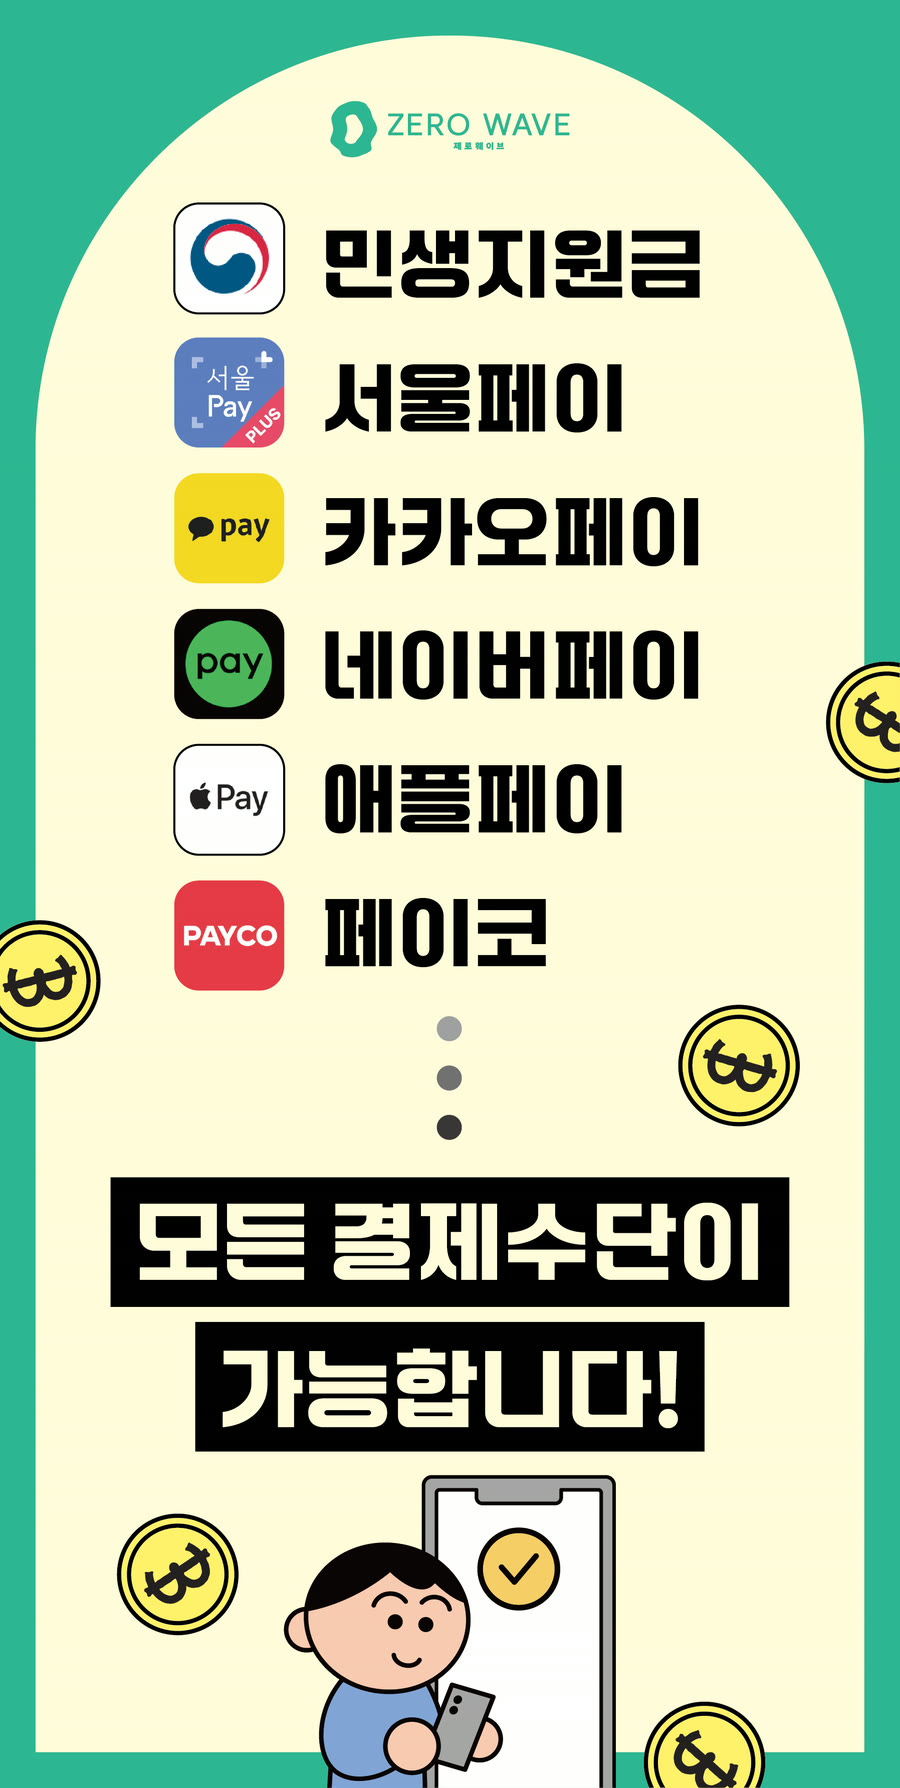 ZERO WAVE
제로웨이브
민생지원금
서울
Pay
PLUS
서울페이
pay
카카오페이
pay
네이버페이
Pay
애플페이
PAYCO
페이코
모든 결제수단이
가능합니다!